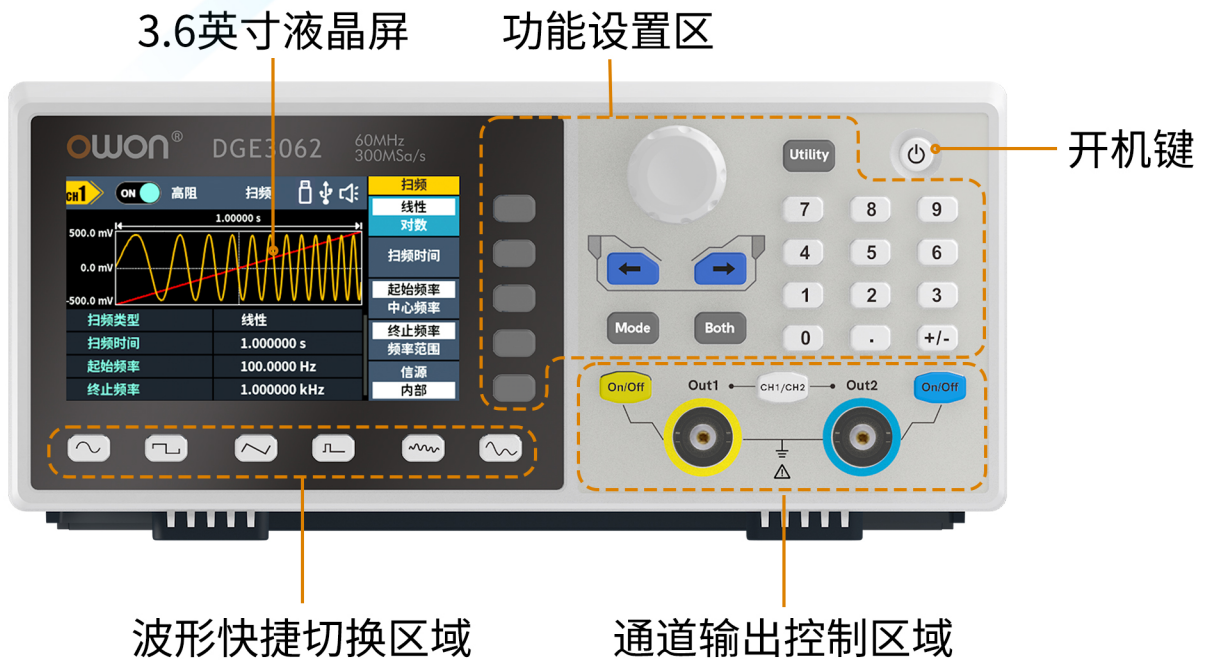 3.6英寸液晶屏
功能设置区
开机键
owon®
DGE3062
60MHz
300MSa/s
CH1
ON
高阻
扫频
1.00000 s
500.0 mV
0.0 mV
-500.0 mV
扫频类型 线性
扫频时间 1.000000 s
起始频率 100.0000 Hz
终止频率 1.000000 kHz
扫频
线性
对数
扫频时间
起始频率
中心频率
终止频率
频率范围
信源
内部
Utility
7 8 9
4 5 6
1 2 3
0 . +/-
Mode
Both
On/Off
Out1
CH1/CH2
Out2
On/Off
波形快捷切换区域
通道输出控制区域